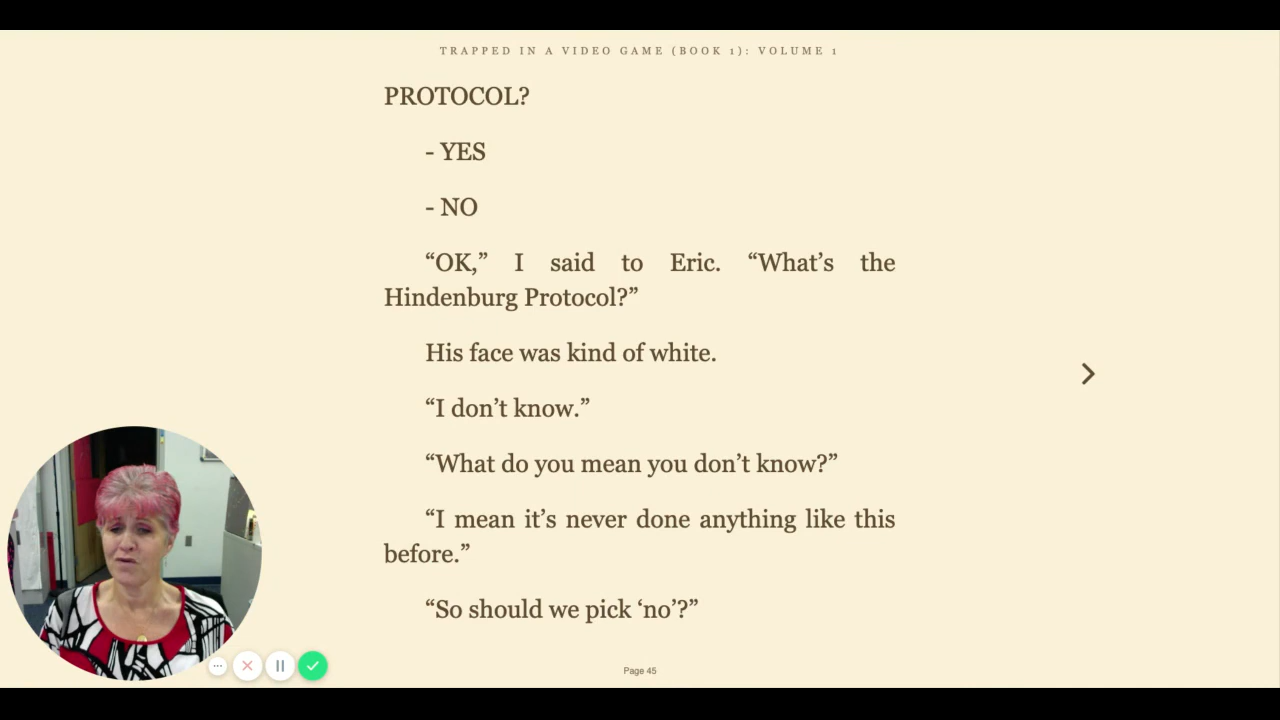 TRAPPED IN A VIDEO GAME (BOOK 1): VOLUME 1
PROTOCOL?
- YES
- NO
“OK,” I said to Eric. “What’s the
Hindenburg Protocol?”
His face was kind of white.
“I don’t know.”
“What do you mean you don’t know?”
“I mean it’s never done anything like this
before.”
“So should we pick ‘no’?”
Page 45